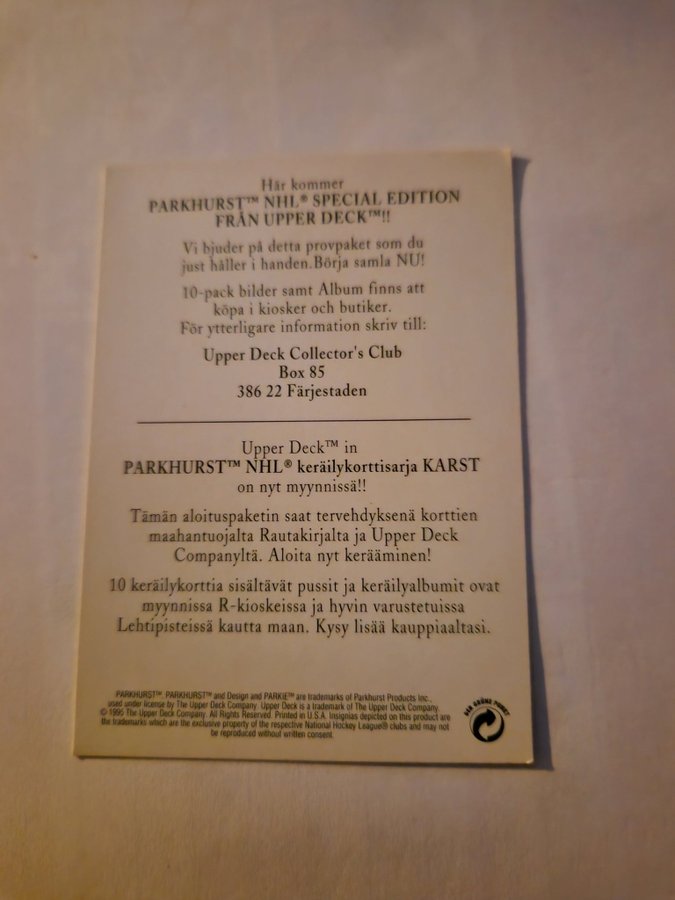 Här kommer
PARKHURST™ NHL® SPECIAL EDITION
FRÅN UPPER DECK™!!
Vi bjuder på detta provpaket som du
just håller i handen.Börja samla NU!
10-pack bilder samt Album finns att
köpa i kiosker och butiker.
För ytterligare information skriv till:
Upper Deck Collector's Club
Box 85
386 22 Färjestaden
Upper Deck™ in
PARKHURST™ NHL® keräilykorttisarja KARST
on nyt myynnissä!!
Tämän aloituspaketin saat tervehdyksenä korttien
maahantuojalta Rautakirjalta ja Upper Deck
Companyltä. Aloita nyt kerääminen!
10 keräilykorttia sisältävät pussit ja keräilyalbumit ovat
myynnissa R-kioskeissa ja hyvin varustetuissa
Lehtipisteissä kautta maan. Kysy lisää kauppiaaltasi.
PARKHURST™, PARKHURST™ and Design and PARKIE™ are trademarks of Parkhurst Products Inc.,
used under license by The Upper Deck Company. Upper Deck is a trademark of The Upper Deck Company.
© 1995 The Upper Deck Company. All Rights Reserved. Printed in U.S.A. Insignias depicted on this product are
the trademarks which are the exclusive property of the respective National Hockey League® clubs and may not
be reproduced without written consent.
DER GRÜNE PUNKT